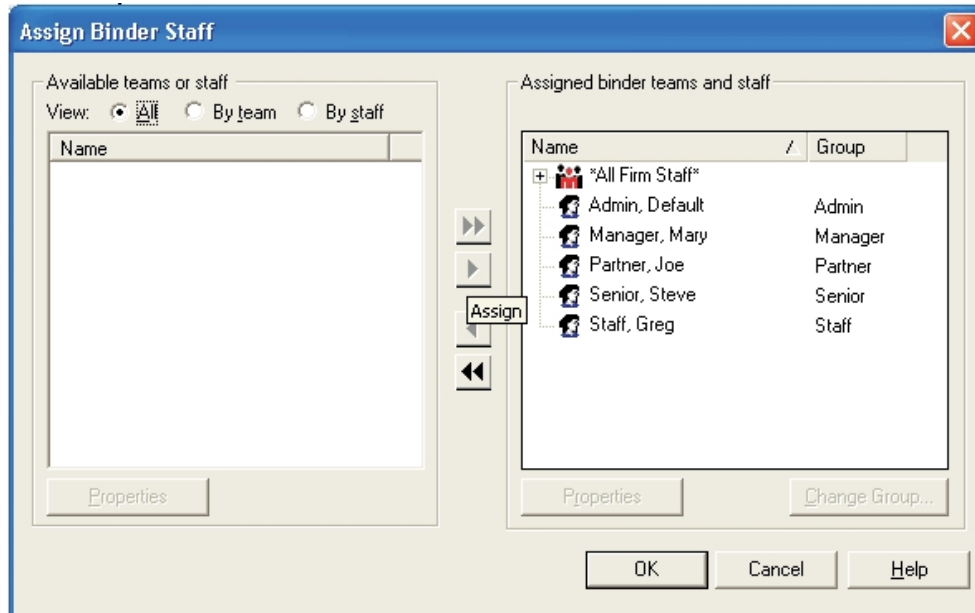 Assign Binder Staff
Available teams or staff
View: All By team By staff
Name
Properties
Assign
Assigned binder teams and staff
Name Group
*All Firm Staff*
Admin, Default Admin
Manager, Mary Manager
Partner, Joe Partner
Senior, Steve Senior
Staff, Greg Staff
Properties Change Group...
OK Cancel Help